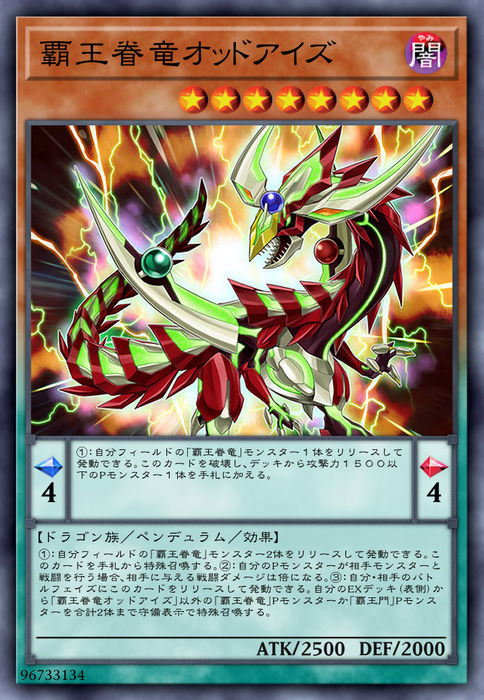 覇王眷竜オッドアイズ
やみ
闇
①：自分フィールドの「覇王眷竜」モンスター１体をリリースして
発動できる。このカードを破壊し、デッキから攻撃力１５００以
下のPモンスター１体を手札に加える。
4
4
【ドラゴン族／ペンデュラム／効果】
①：自分フィールドの「覇王眷竜」モンスター2体をリリースして発動できる。こ
のカードを手札から特殊召喚する。②：自分のPモンスターが相手モンスターと
戦闘を行う場合、相手に与える戦闘ダメージは倍になる。③：自分・相手のバト
ルフェイズにこのカードをリリースして発動できる。自分のEXデッキ(表側)か
ら「覇王眷竜オッドアイズ」以外の「覇王眷竜」Pモンスターか「覇王門」Pモンス
ターを合計2体まで守備表示で特殊召喚する。
ATK/2500 DEF/2000
96733134